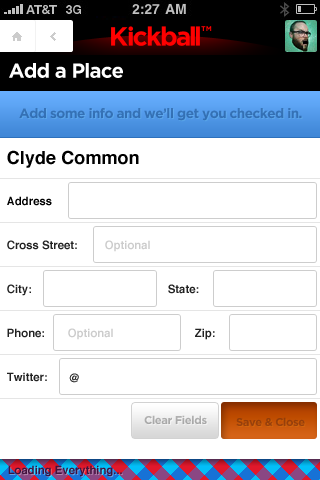 AT&T 3G 2:27 AM
Kickball™
Add a Place
Add some info and we'll get you checked in.
Clyde Common
Address
Cross Street: Optional
City: State:
Phone: Optional Zip:
Twitter: @
Clear Fields Save & Close
Loading Everything...